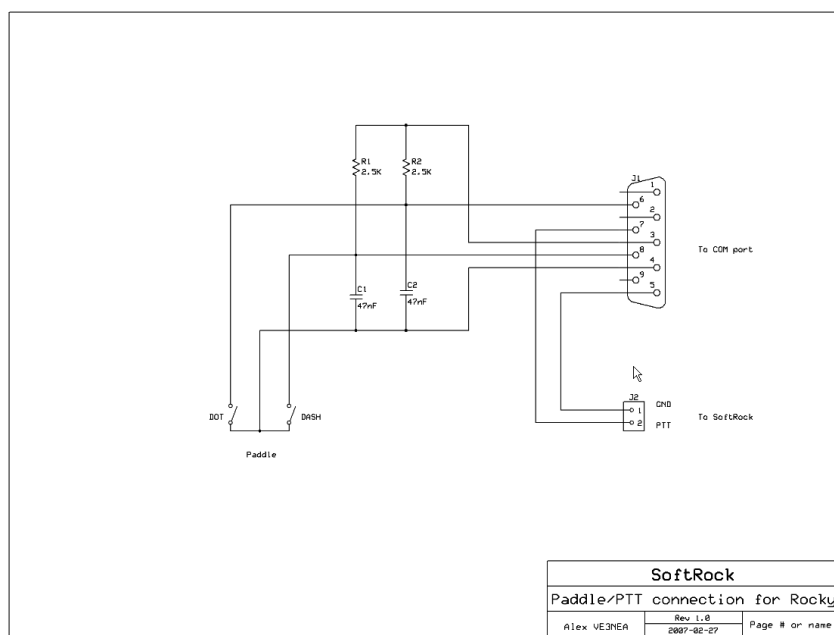 R1
2.5K
R2
2.5K
J1
1
6
2
7
3
8
4
9
5
To COM port
C1
47nF
C2
47nF
J2
1
2
GND
PTT
To SoftRock
DOT
DASH
Paddle
SoftRock
Paddle/PTT connection for Rocky
Alex VE3NEA
Rev 1.0
2007-02-27
Page # or name